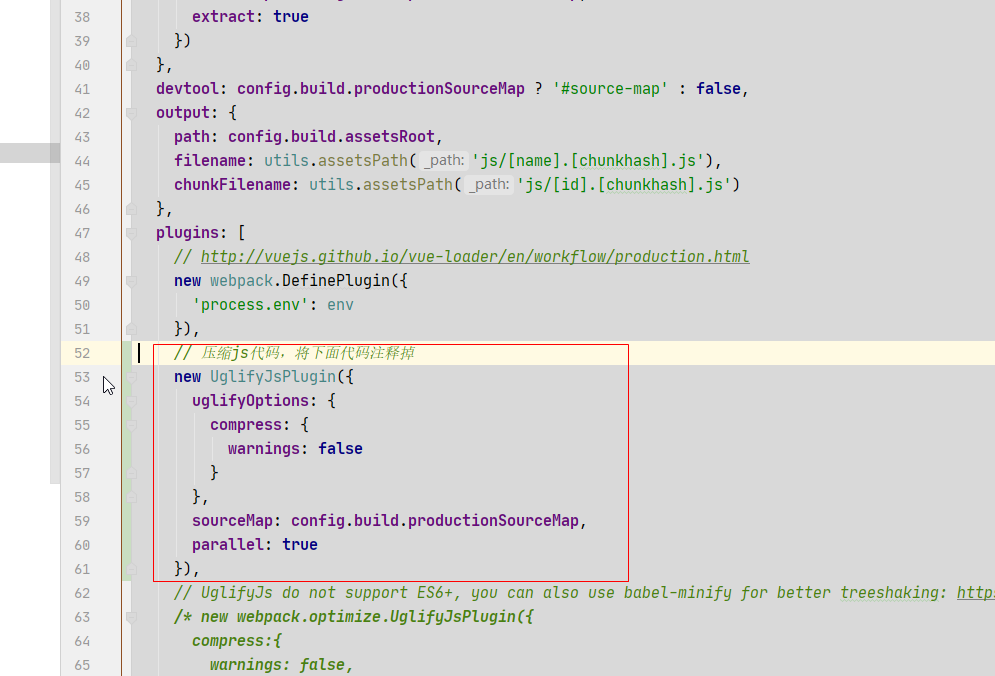 38 extract: true
39 })
40 },
41 devtool: config.build.productionSourceMap ? '#source-map' : false,
42 output: {
43 path: config.build.assetsRoot,
44 filename: utils.assetsPath( _path: 'js/[name].[chunkhash].js'),
45 chunkFilename: utils.assetsPath( _path: 'js/[id].[chunkhash].js')
46 },
47 plugins: [
48 // http://vuejs.github.io/vue-loader/en/workflow/production.html
49 new webpack.DefinePlugin({
50 'process.env': env
51 }),
52 // 压缩js代码，将下面代码注释掉
53 new UglifyJsPlugin({
54 uglifyOptions: {
55 compress: {
56 warnings: false
57 }
58 },
59 sourceMap: config.build.productionSourceMap,
60 parallel: true
61 }),
62 // UglifyJs do not support ES6+, you can also use babel-minify for better treeshaking: http
63 /* new webpack.optimize.UglifyJsPlugin({
64 compress:{
65 warnings: false,